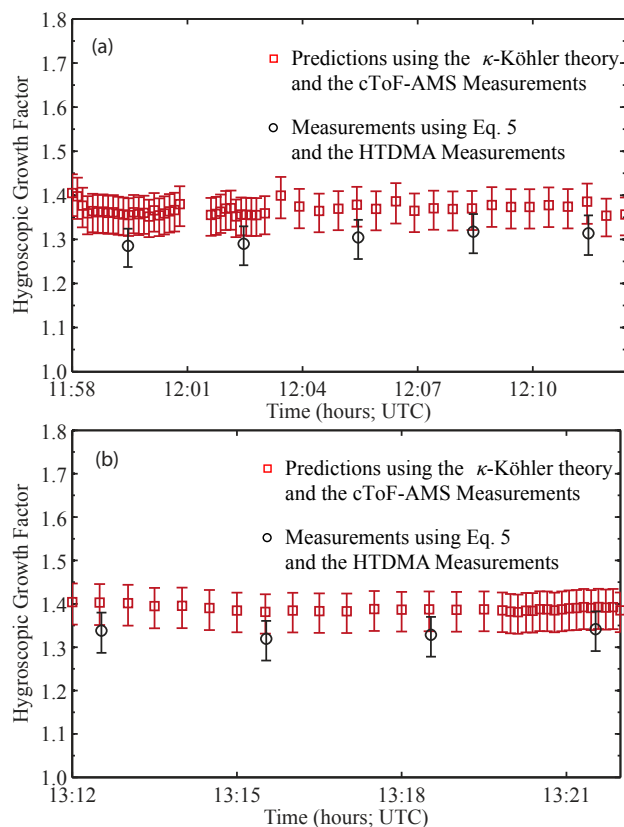 1.8
(a)
Predictions using the κ-Köhler theory
and the cToF-AMS Measurements
1.7
1.6
Measurements using Eq. 5
and the HTDMA Measurements
1.5
1.4
1.3
1.2
1.1
1.0
Hygroscopic Growth Factor
11:58 12:01 12:04 12:07 12:10
Time (hours; UTC)
1.8
(b)
Predictions using the κ-Köhler theory
and the cToF-AMS Measurements
1.7
1.6
Measurements using Eq. 5
and the HTDMA Measurements
1.5
1.4
1.3
1.2
1.1
1.0
Hygroscopic Growth Factor
13:12 13:15 13:18 13:21
Time (hours; UTC)